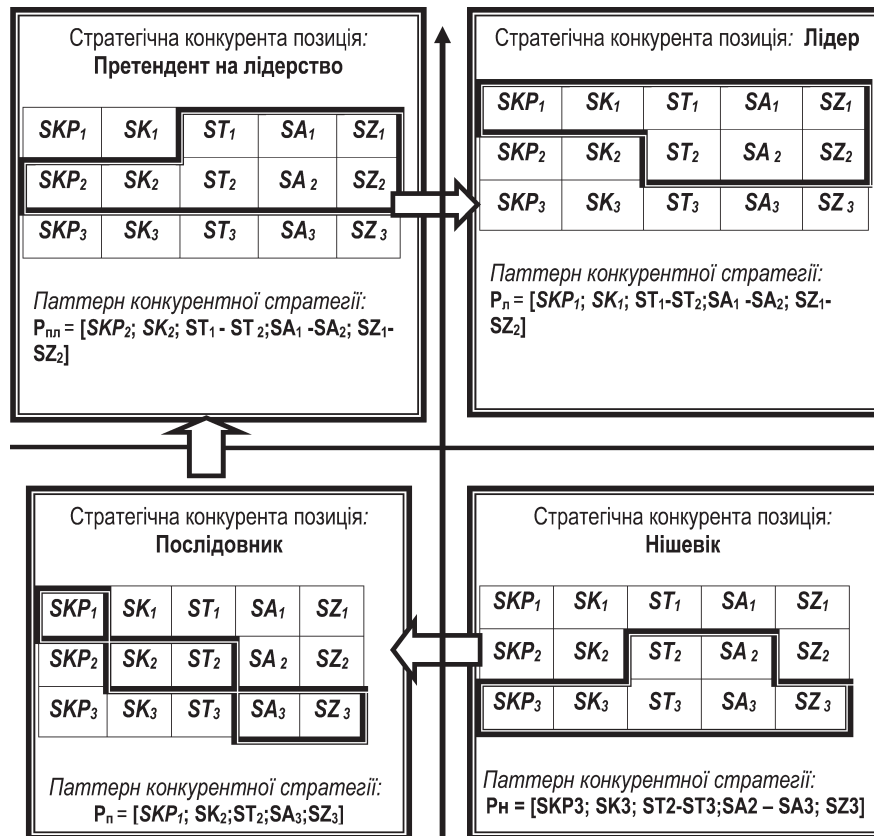 Стратегічна конкурента позиція:
Претендент на лідерство
SKP₁ SK₁ ST₁ SA₁ SZ₁
SKP₂ SK₂ ST₂ SA ₂ SZ₂
SKP₃ SK₃ ST₃ SA₃ SZ ₃
Паттерн конкурентної стратегії:
Pпл = [SKP₂; SK₂; ST₁ - ST ₂;SA₁ -SA₂; SZ₁-
SZ₂]
Стратегічна конкурента позиція: Лідер
SKP₁ SK₁ ST₁ SA₁ SZ₁
SKP₂ SK₂ ST₂ SA ₂ SZ₂
SKP₃ SK₃ ST₃ SA₃ SZ ₃
Паттерн конкурентної стратегії:
Pл = [SKP₁; SK₁; ST₁-ST₂;SA₁ -SA₂; SZ₁-
SZ₂]
Стратегічна конкурента позиція:
Послідовник
SKP₁ SK₁ ST₁ SA₁ SZ₁
SKP₂ SK₂ ST₂ SA ₂ SZ₂
SKP₃ SK₃ ST₃ SA₃ SZ ₃
Паттерн конкурентної стратегії:
Pп = [SKP₁; SK₂;ST₂;SA₃;SZ₃]
Стратегічна конкурента позиція:
Нішевік
SKP₁ SK₁ ST₁ SA₁ SZ₁
SKP₂ SK₂ ST₂ SA ₂ SZ₂
SKP₃ SK₃ ST₃ SA₃ SZ ₃
Паттерн конкурентної стратегії:
Рн = [SKP3; SK3; ST2-ST3;SA2 – SA3; SZ3]